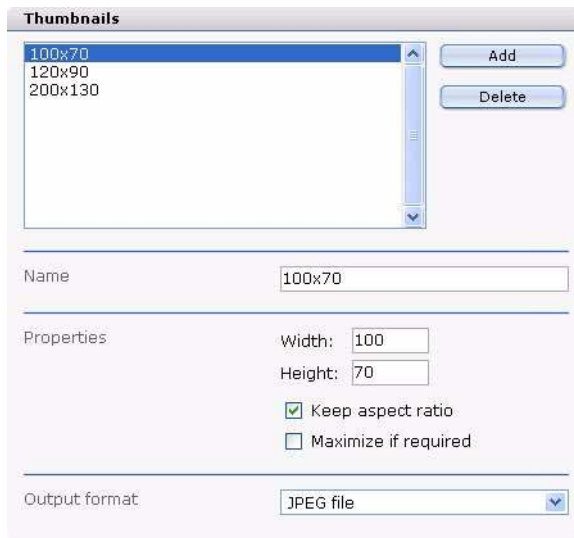 Thumbnails
100x70
120x90
200x130
Add
Delete
Name
100x70
Properties
Width: 100
Height: 70
Keep aspect ratio
Maximize if required
Output format
JPEG file